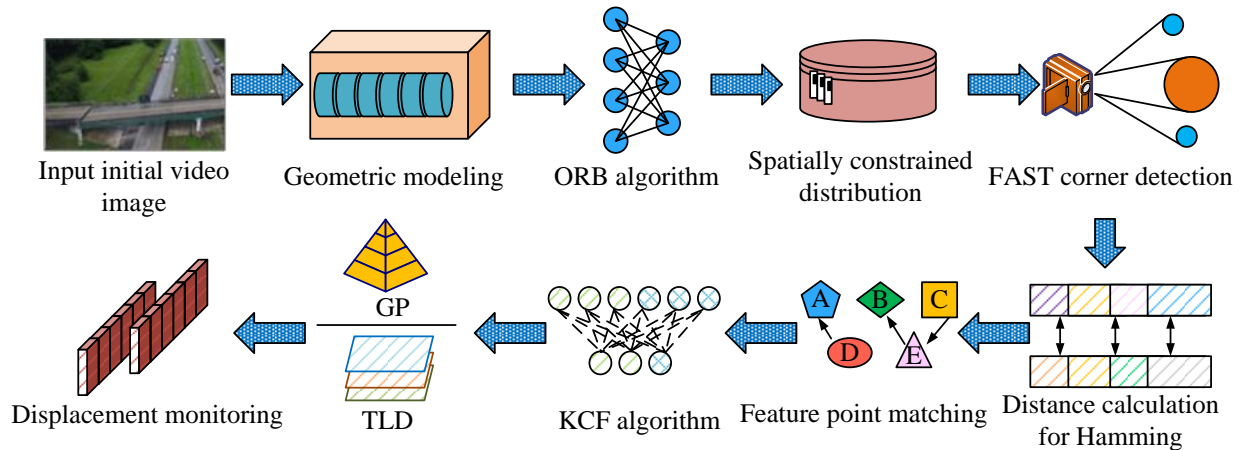 Input initial video
image
Geometric modeling
ORB algorithm
Spatially constrained
distribution
FAST corner detection
GP
TLD
A
B
C
D
E
Displacement monitoring
KCF algorithm
Feature point matching
Distance calculation
for Hamming